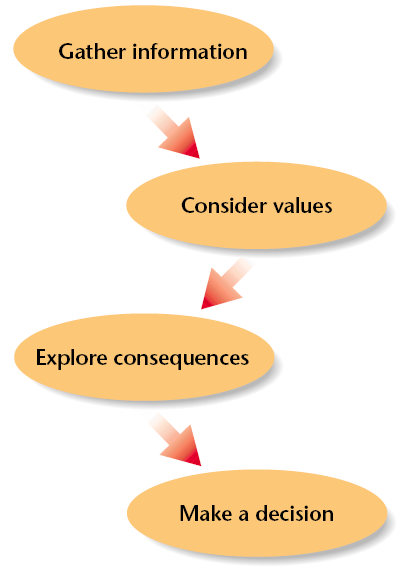 Gather information
Consider values
Explore consequences
Make a decision